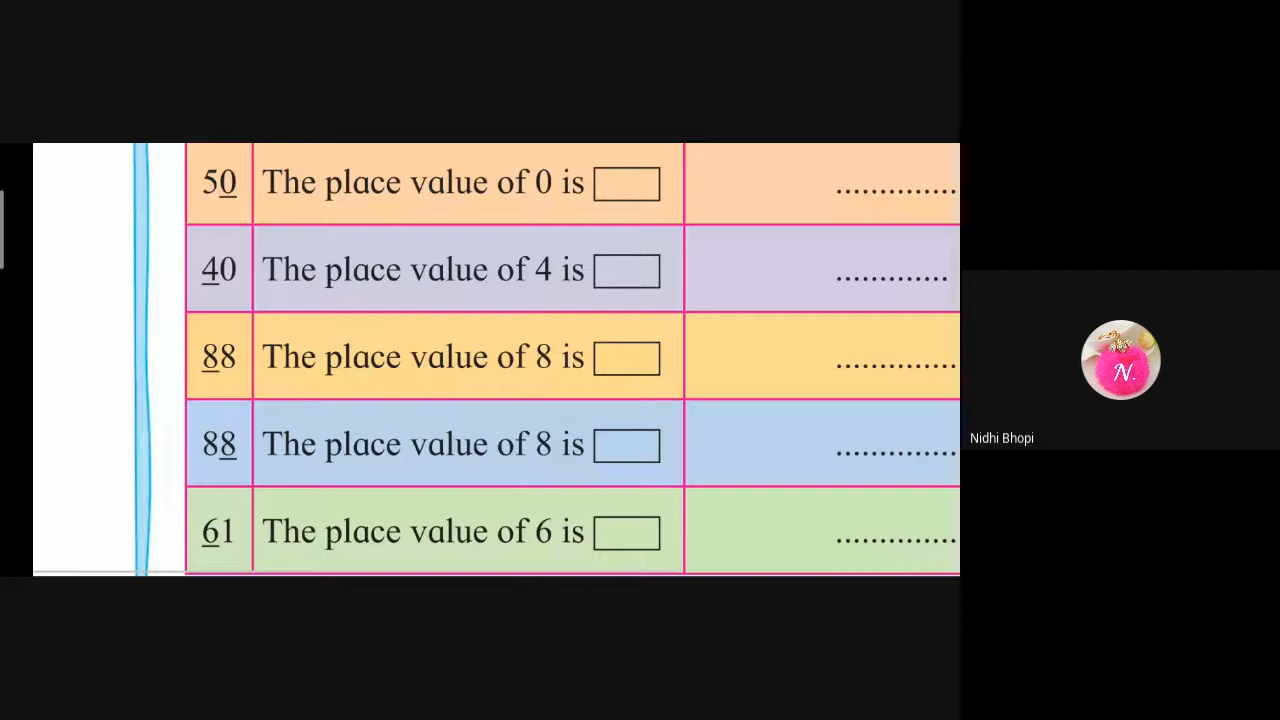 50 The place value of 0 is .............
40 The place value of 4 is .............
88 The place value of 8 is .............
88 The place value of 8 is .............
61 The place value of 6 is .............
N.
Nidhi Bhopi